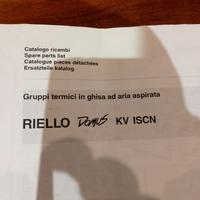 Catalogo ricambi
Spare parts list
Catalogue pièces détachées
Ersatzteile katalog
Gruppi termici in ghisa ad aria aspirata
RIELLO Domus KV ISCN